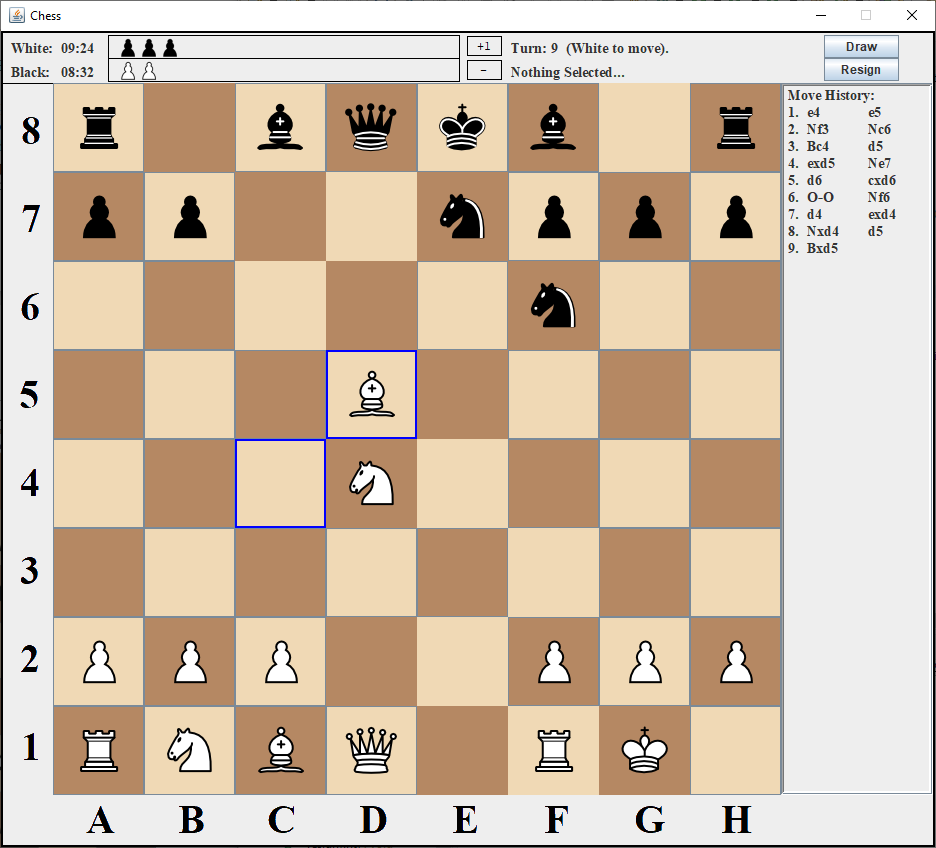 Chess
White: 09:24 +1 Turn: 9 (White to move). Draw
Black: 08:32 − Nothing Selected... Resign
Move History:
1. e4 e5
2. Nf3 Nc6
3. Bc4 d5
4. exd5 Ne7
5. d6 cxd6
6. O-O Nf6
7. d4 exd4
8. Nxd4 d5
9. Bxd5
8
7
6
5
4
3
2
1
A B C D E F G H